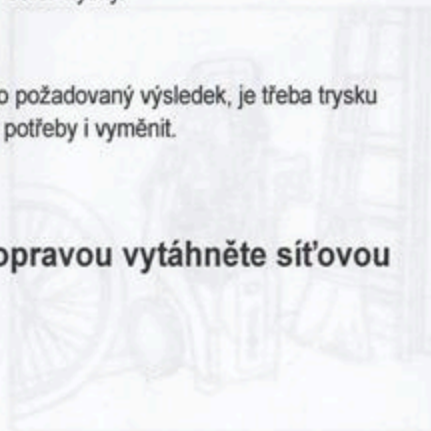 požadovaný výsledek, je třeba trysku
potřeby i vyměnit.
opravou vytáhněte síťovou